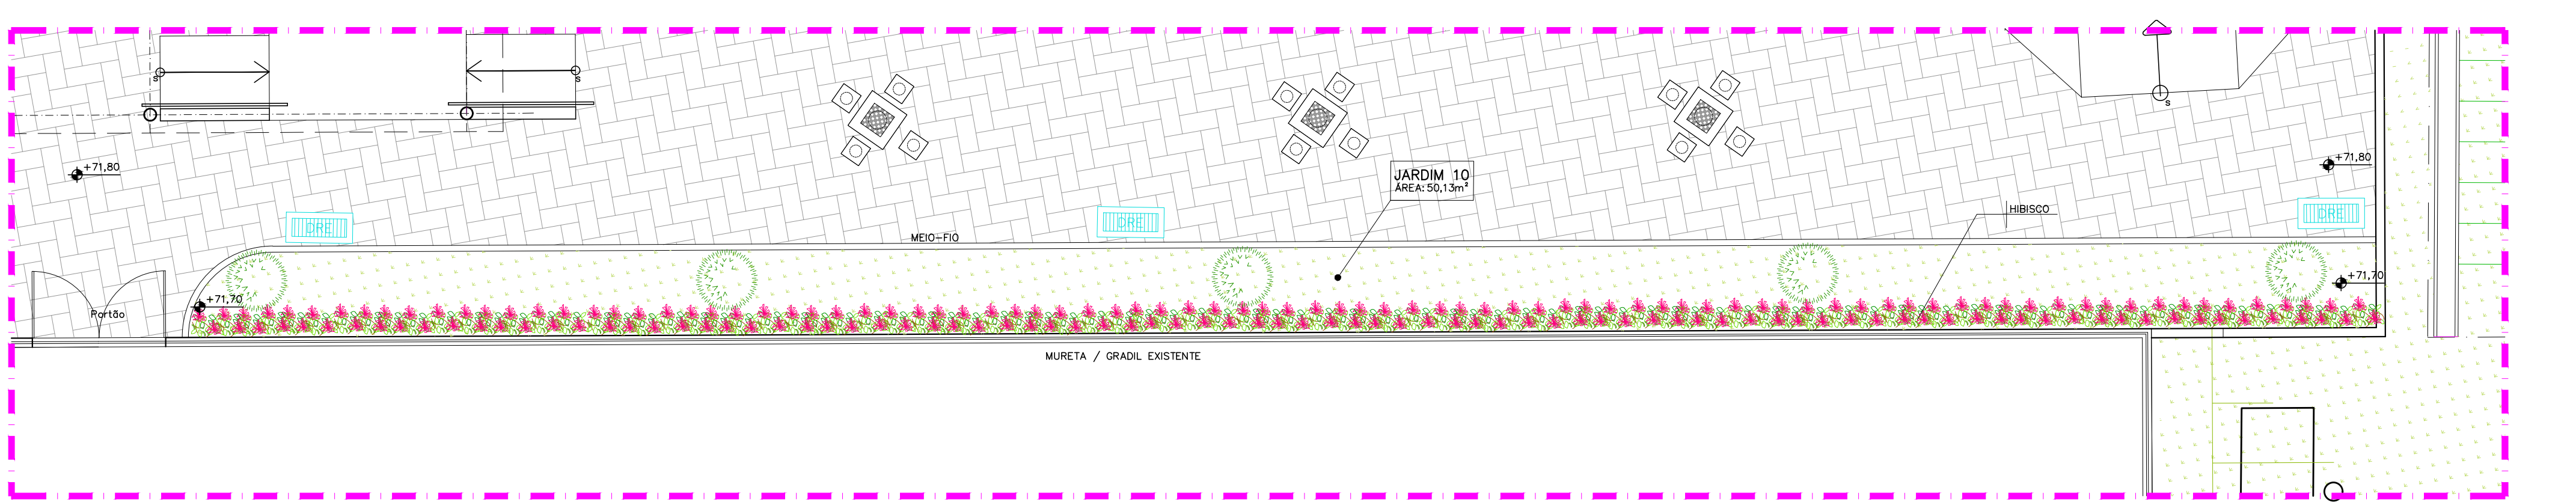 S
S
S
+71,80
JARDIM 10
ÁREA: 50,13m²
+71,80
DRE
DRE
DRE
HIBISCO
MEIO-FIO
+71,70
+71,70
Portão
MURETA / GRADIL EXISTENTE